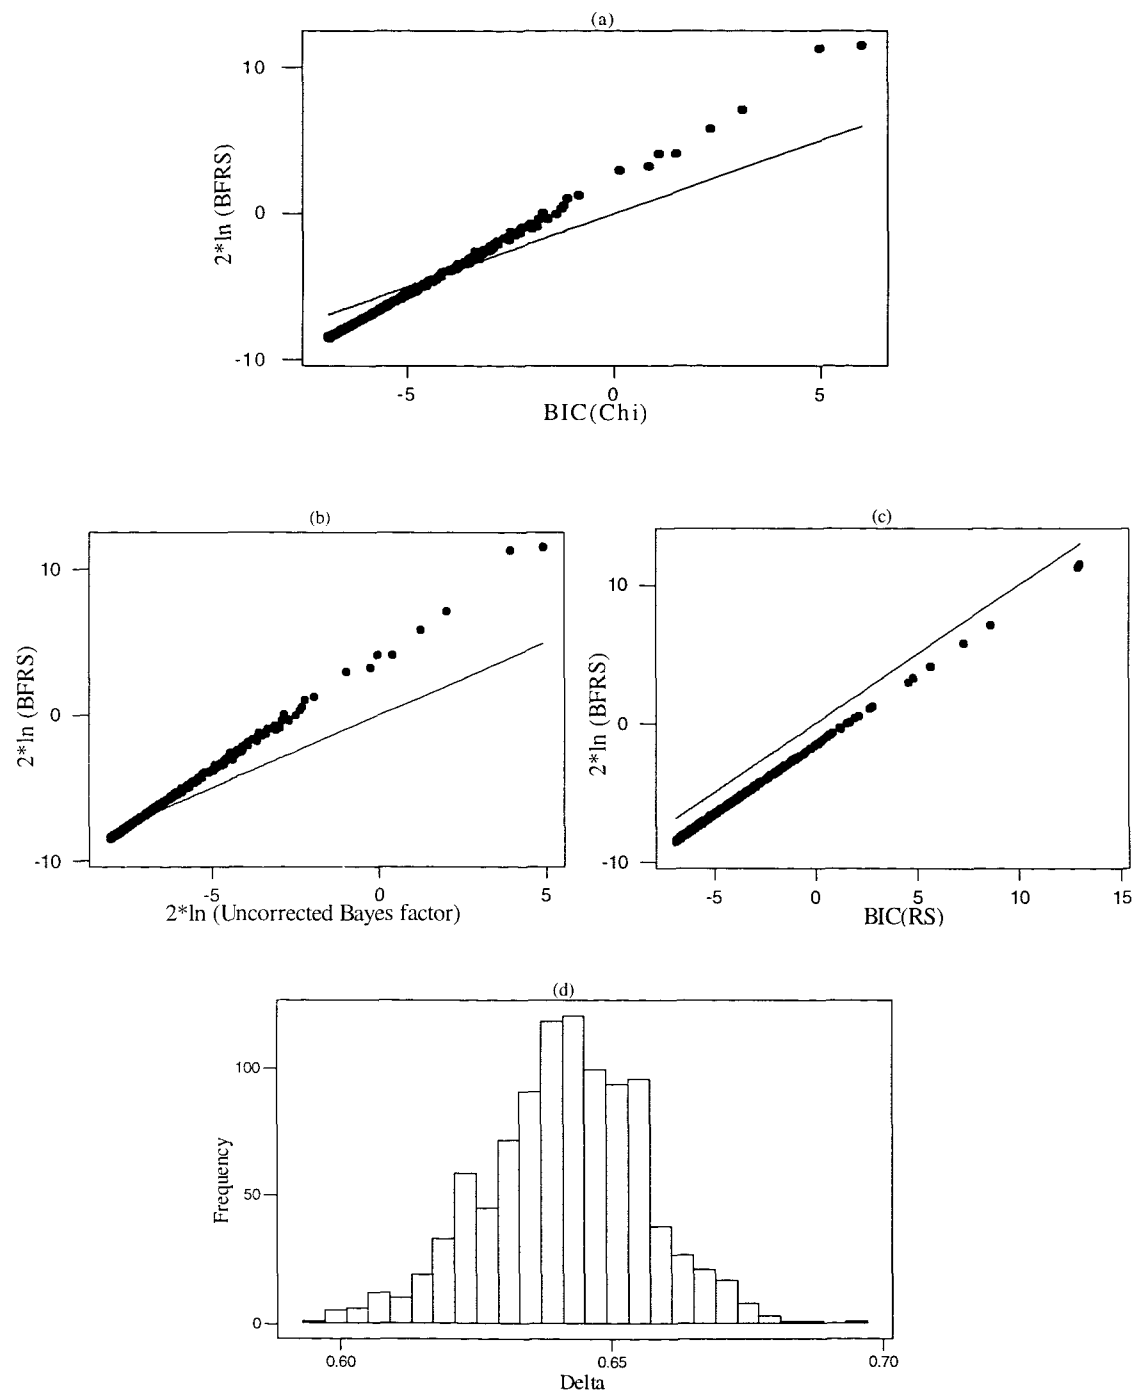 (a)
10
0
-10
2*ln (BFRS)
-5
0
5
BIC(Chi)
(b)
10
0
-10
2*ln (BFRS)
-5
0
5
2*ln (Uncorrected Bayes factor)
(c)
10
0
-10
2*ln (BFRS)
-5
0
5
10
15
BIC(RS)
(d)
100
50
0
Frequency
0.60
0.65
0.70
Delta